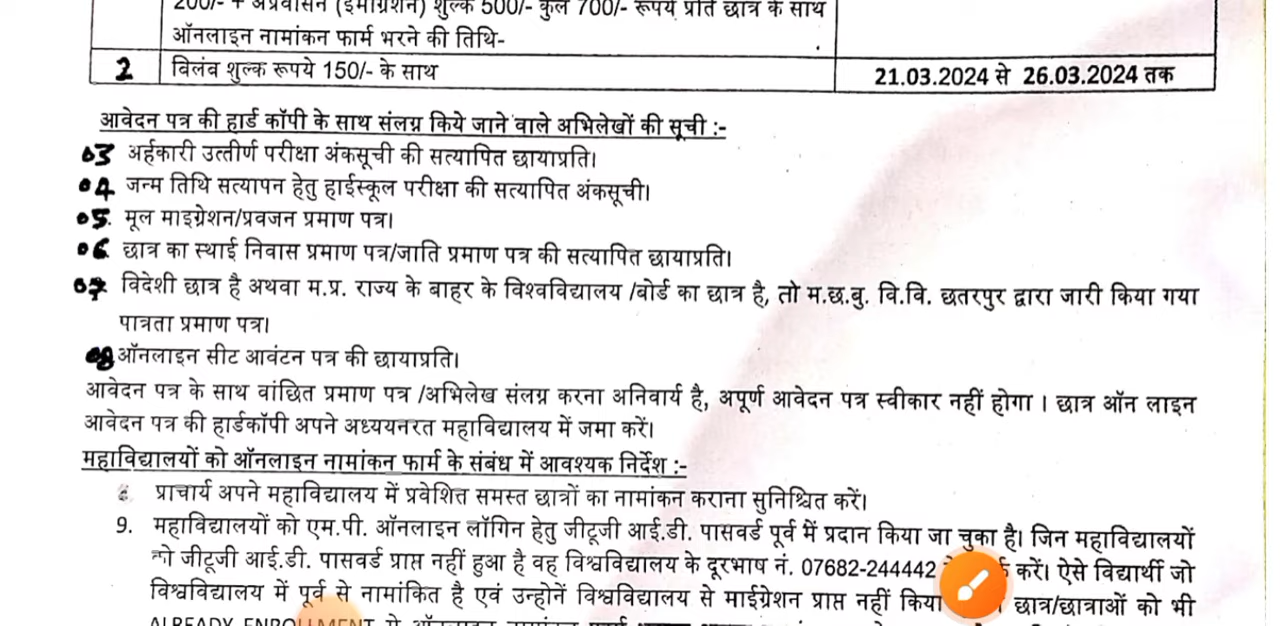 200/- + अप्रवासन (इमीग्रेशन) शुल्क 500/- कुल 700/- रूपये प्रति छात्र के साथ
ऑनलाइन नामांकन फार्म भरने की तिथि-
2 विलंव शुल्क रूपये 150/- के साथ 21.03.2024 से 26.03.2024 तक
आवेदन पत्र की हार्ड कॉपी के साथ संलग्न किये जाने वाले अभिलेखों की सूची :-
03 अर्हकारी उत्तीर्ण परीक्षा अंकसूची की सत्यापित छायाप्रति।
04 जन्म तिथि सत्यापन हेतु हाईस्कूल परीक्षा की सत्यापित अंकसूची।
05. मूल माइग्रेशन/प्रवजन प्रमाण पत्र।
06 छात्र का स्थाई निवास प्रमाण पत्र/जाति प्रमाण पत्र की सत्यापित छायाप्रति।
07 विदेशी छात्र है अथवा म.प्र. राज्य के बाहर के विश्वविद्यालय /बोर्ड का छात्र है, तो म.छ.बु. वि.वि. छतरपुर द्वारा जारी किया गया
पात्रता प्रमाण पत्र।
08 ऑनलाइन सीट आवंटन पत्र की छायाप्रति।
आवेदन पत्र के साथ वांछित प्रमाण पत्र /अभिलेख संलग्न करना अनिवार्य है, अपूर्ण आवेदन पत्र स्वीकार नहीं होगा । छात्र ऑन लाइन
आवेदन पत्र की हार्डकॉपी अपने अध्ययनरत महाविद्यालय में जमा करें।
महाविद्यालयों को ऑनलाइन नामांकन फार्म के संबंध में आवश्यक निर्देश :-
प्राचार्य अपने महाविद्यालय में प्रवेशित समस्त छात्रों का नामांकन कराना सुनिश्चित करें।
9. महाविद्यालयों को एम.पी. ऑनलाइन लॉगिन हेतु जीटूजी आई.डी. पासवर्ड पूर्व में प्रदान किया जा चुका है। जिन महाविद्यालयों
को जीटूजी आई.डी. पासवर्ड प्राप्त नहीं हुआ है वह विश्वविद्यालय के दूरभाष नं. 07682-244442 करें। ऐसे विद्यार्थी जो
विश्वविद्यालय में पूर्व से नामांकित है एवं उन्होनें विश्वविद्यालय से माईग्रेशन प्राप्त नहीं किया छात्र/छात्राओं को भी
ALREADY ENROLLMENT